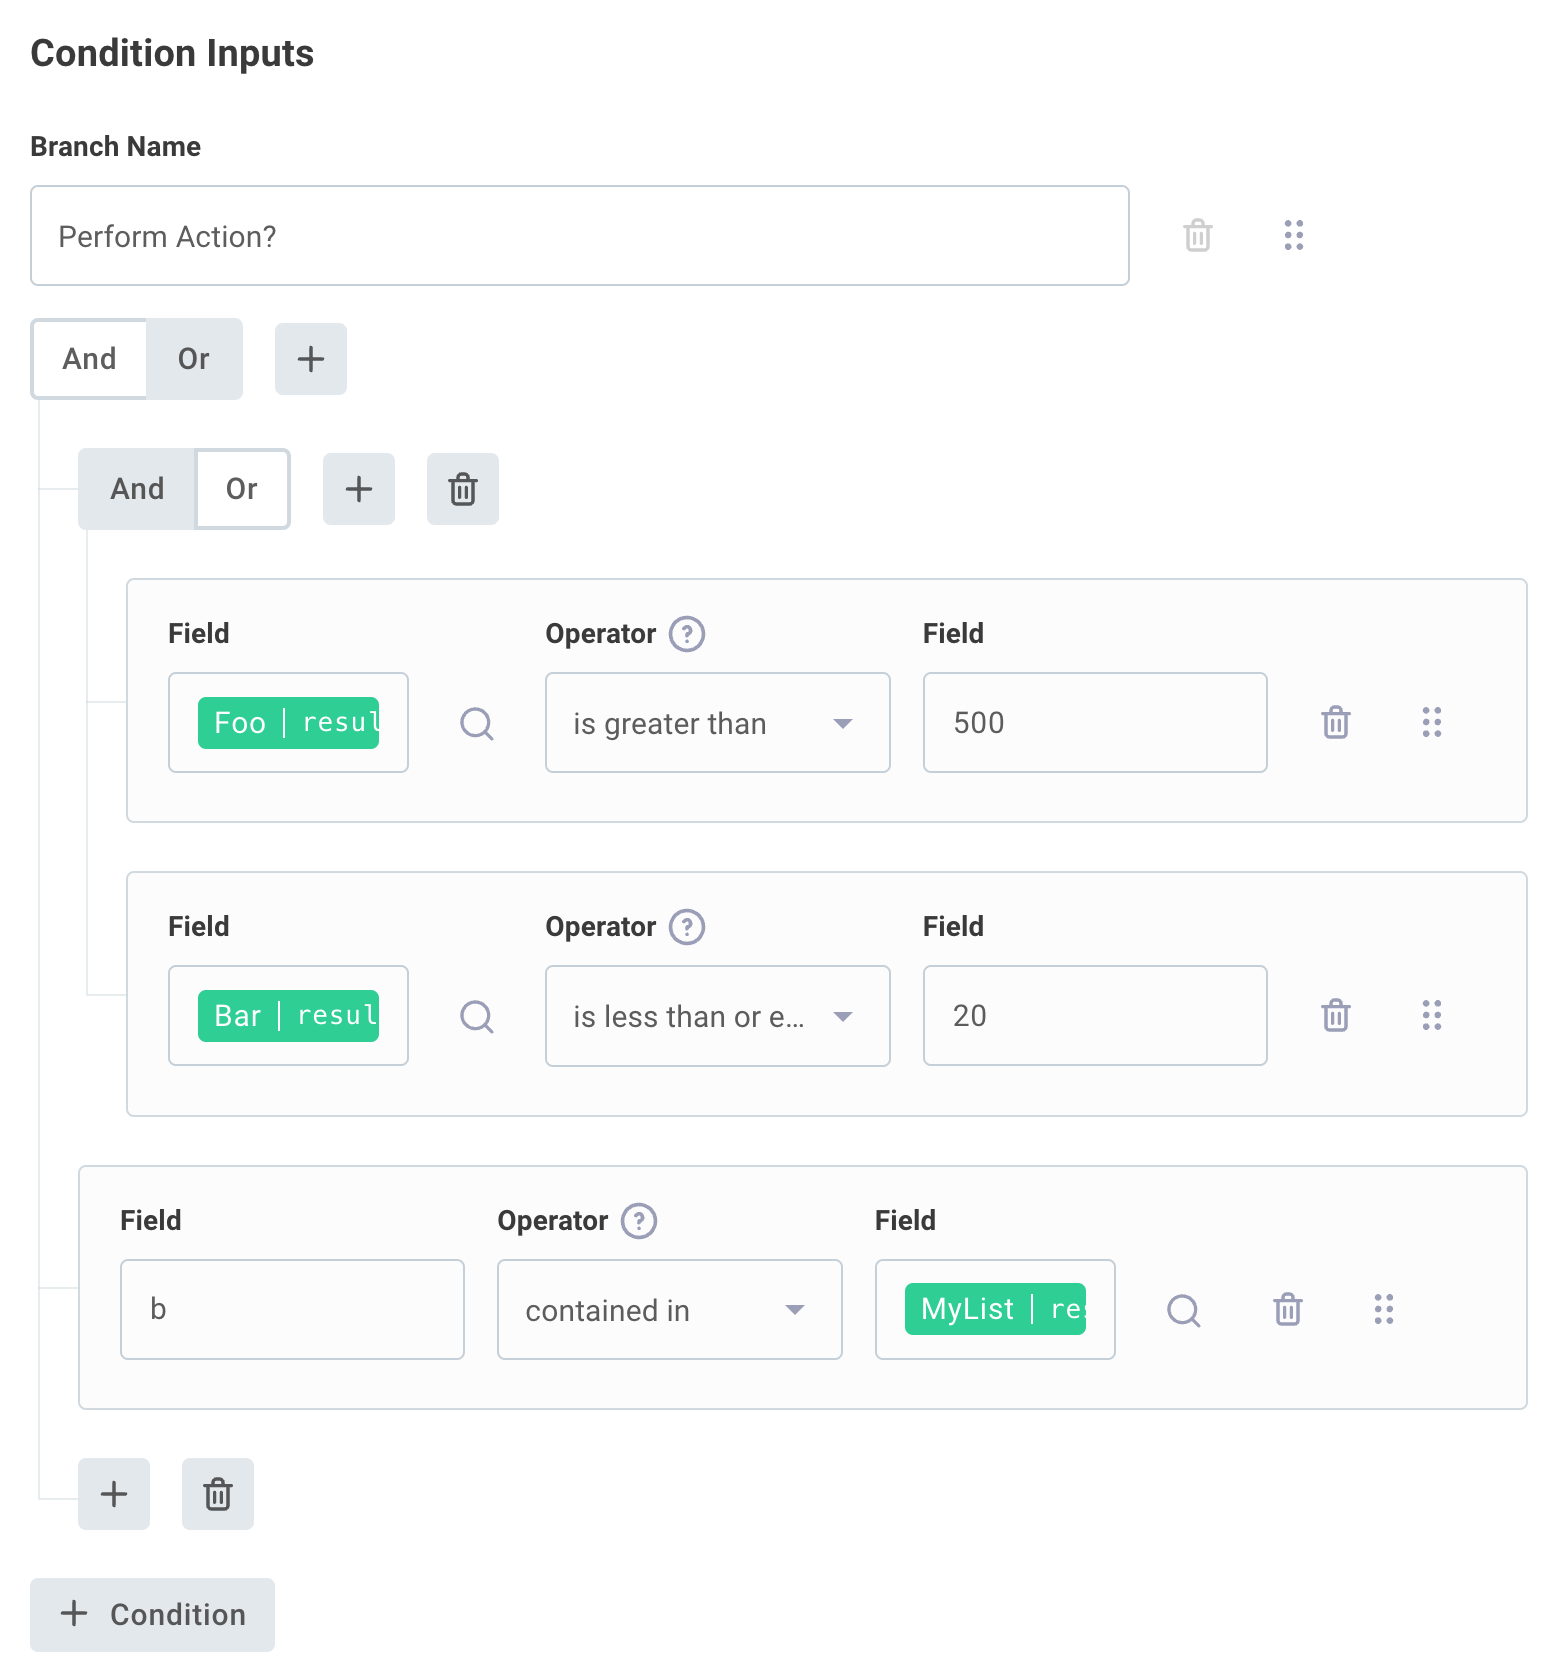 Condition Inputs
Branch Name
Perform Action?
And Or
And Or
Field Operator ? Field
Foo | resul is greater than 500
Field Operator ? Field
Bar | resul is less than or e... 20
Field Operator ? Field
b contained in MyList | res
+ Condition